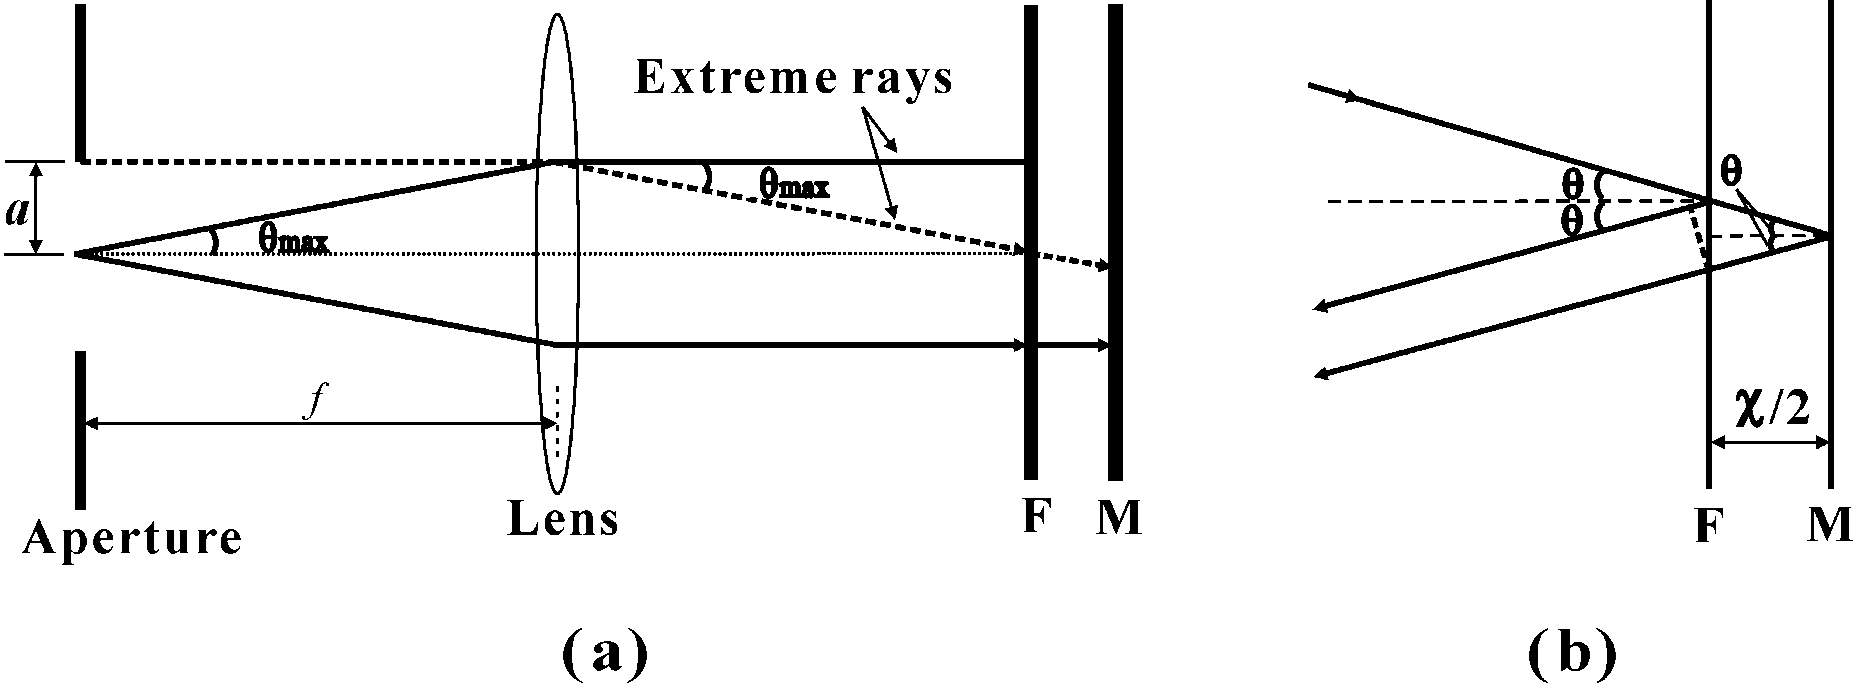 Extreme rays
θmax
a
θmax
f
Lens
F
M
Aperture
(a)
θ
θ
θ
χ/2
F
M
(b)